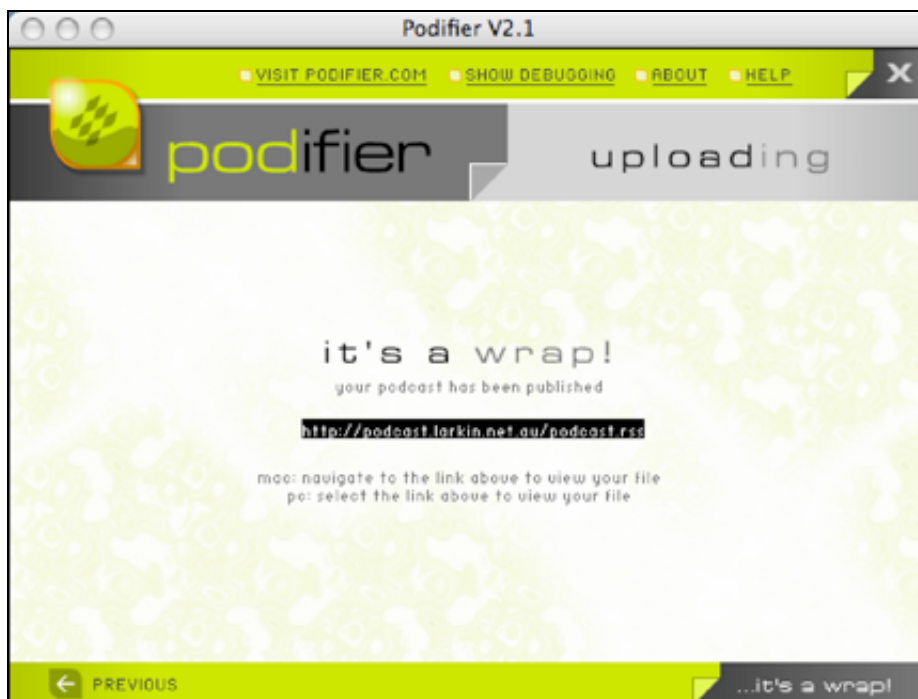 Podifier V2.1
VISIT PODIFIER.COM SHOW DEBUGGING ABOUT HELP X
podifier uploading
it's a wrap!
your podcast has been published
http://podcast.larkin.net.au/podcast.rss
mac: navigate to the link above to view your file
pc: select the link above to view your file
PREVIOUS ...it's a wrap!